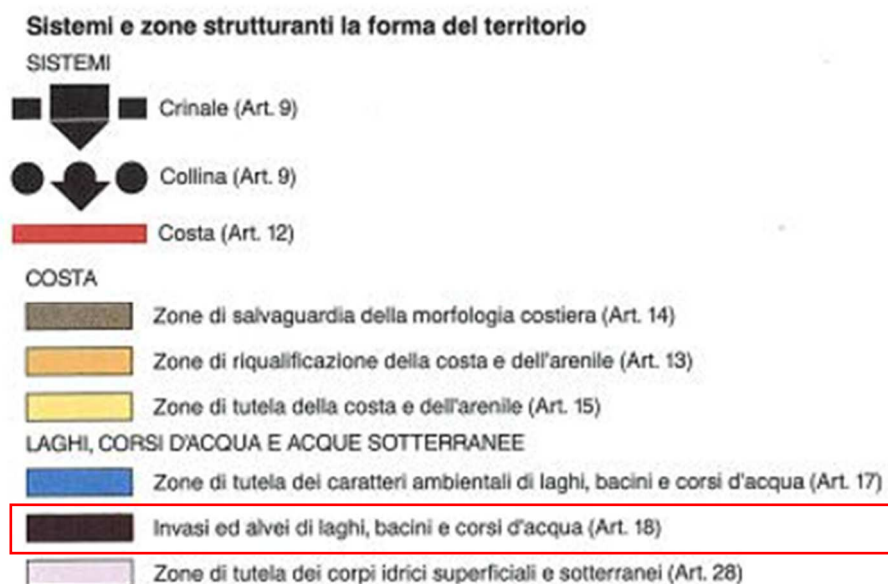 Sistemi e zone strutturanti la forma del territorio
SISTEMI
Crinale (Art. 9)
Collina (Art. 9)
Costa (Art. 12)
COSTA
Zone di salvaguardia della morfologia costiera (Art. 14)
Zone di riqualificazione della costa e dell'arenile (Art. 13)
Zone di tutela della costa e dell'arenile (Art. 15)
LAGHI, CORSI D'ACQUA E ACQUE SOTTERRANEE
Zone di tutela dei caratteri ambientali di laghi, bacini e corsi d'acqua (Art. 17)
Invasi ed alvei di laghi, bacini e corsi d'acqua (Art. 18)
Zone di tutela dei corpi idrici superficiali e sotterranei (Art. 28)